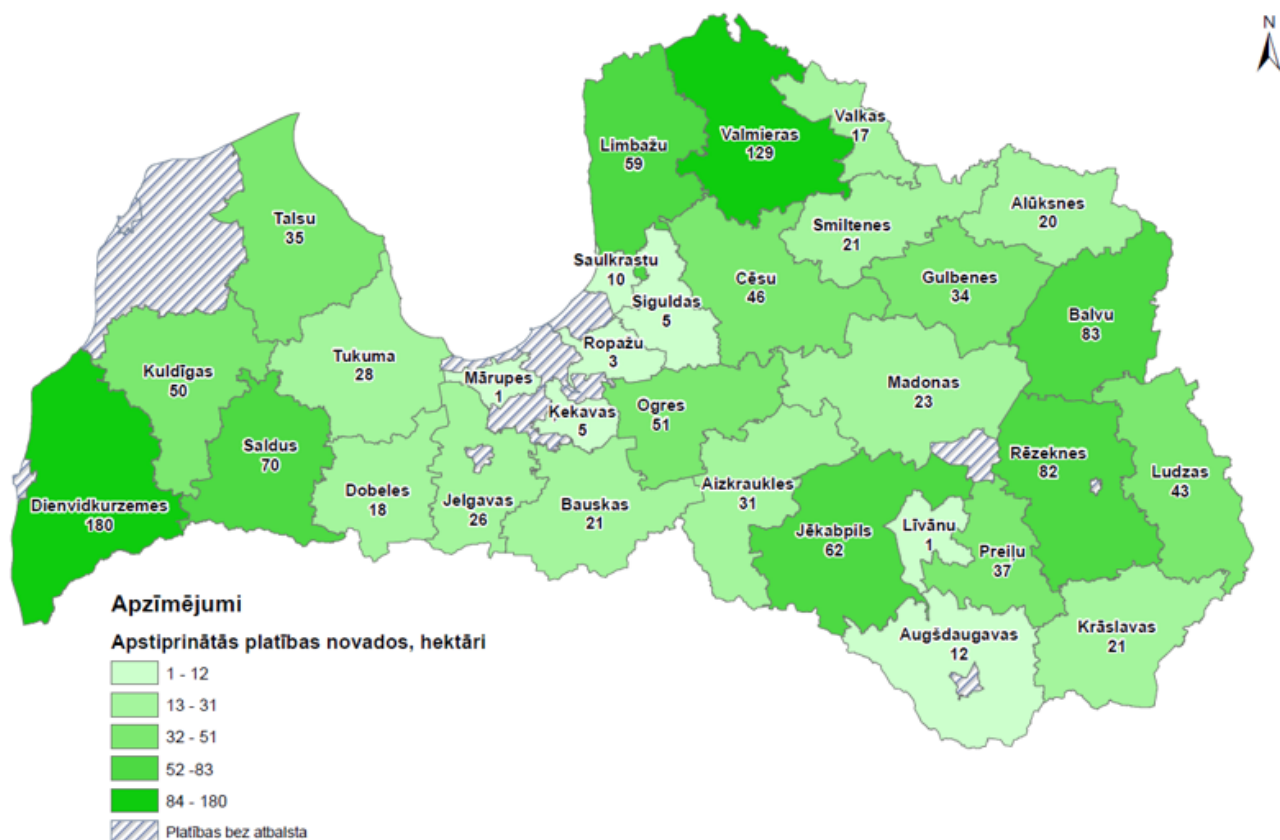 N
Limbažu
59
Valmieras
129
Valkas
17
Talsu
35
Smiltenes
21
Alūksnes
20
Saulkrastu
10
Siguldas
5
Cēsu
46
Gulbenes
34
Balvu
83
Kuldīgas
50
Tukuma
28
Mārupes
1
Ropažu
3
Ķekavas
5
Ogres
51
Madonas
23
Saldus
70
Dienvidkurzemes
180
Dobeles
18
Jelgavas
26
Bauskas
21
Aizkraukles
31
Jēkabpils
62
Līvānu
1
Preiļu
37
Rēzeknes
82
Ludzas
43
Augšdaugavas
12
Krāslavas
21
Apzīmējumi
Apstiprinātās platības novados, hektāri
1 - 12
13 - 31
32 - 51
52 -83
84 - 180
Platības bez atbalsta